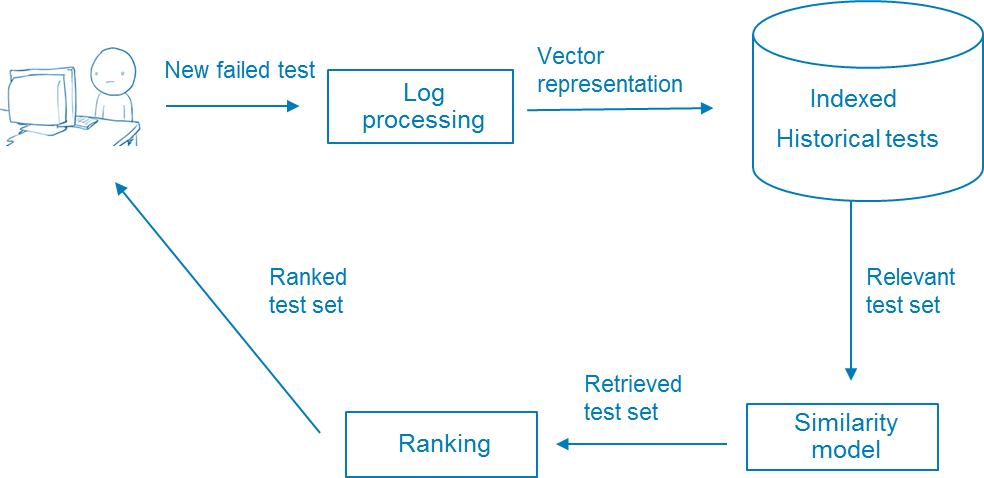 New failed test
Log
processing
Vector
representation
Indexed
Historical tests
Relevant
test set
Similarity
model
Retrieved
test set
Ranking
Ranked
test set